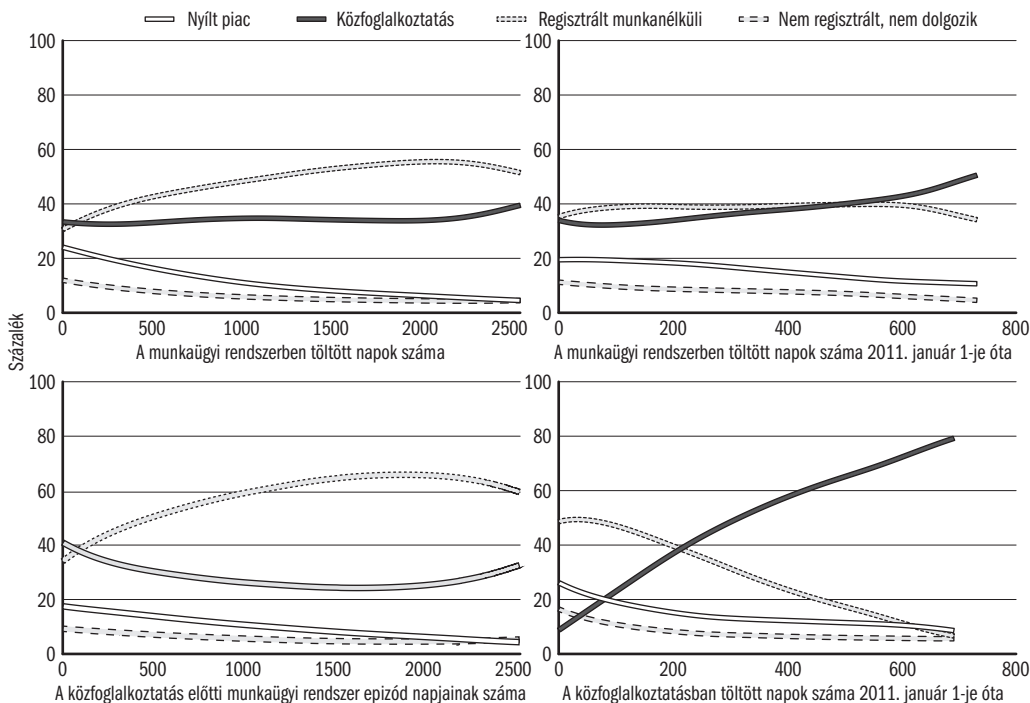 Nyílt piac Közfoglalkoztatás Regisztrált munkanélküli Nem regisztrált, nem dolgozik
Százalék
100
80
60
40
20
0
0 500 1000 1500 2000 2500
A munkaügyi rendszerben töltött napok száma
100
80
60
40
20
0
0 200 400 600 800
A munkaügyi rendszerben töltött napok száma 2011. január 1-je óta
100
80
60
40
20
0
0 500 1000 1500 2000 2500
A közfoglalkoztatás előtti munkaügyi rendszer epizód napjainak száma
100
80
60
40
20
0
0 200 400 600 800
A közfoglalkoztatásban töltött napok száma 2011. január 1-je óta